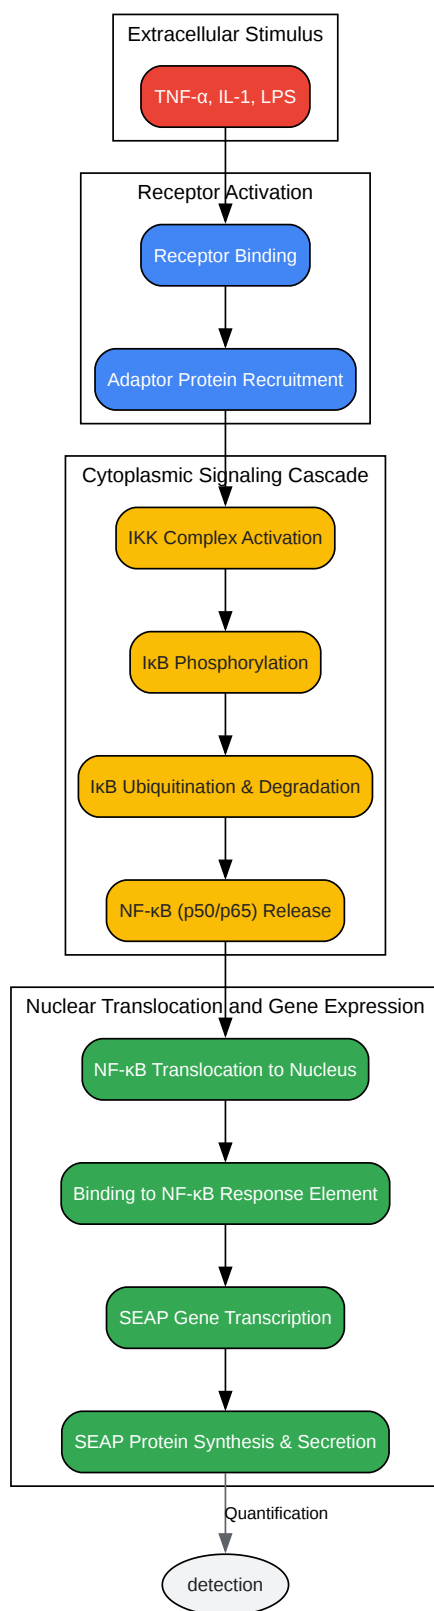 Extracellular Stimulus
TNF-α, IL-1, LPS
Receptor Activation
Receptor Binding
Adaptor Protein Recruitment
Cytoplasmic Signaling Cascade
IKK Complex Activation
IκB Phosphorylation
IκB Ubiquitination & Degradation
NF-κB (p50/p65) Release
Nuclear Translocation and Gene Expression
NF-κB Translocation to Nucleus
Binding to NF-κB Response Element
SEAP Gene Transcription
SEAP Protein Synthesis & Secretion
Quantification
detection